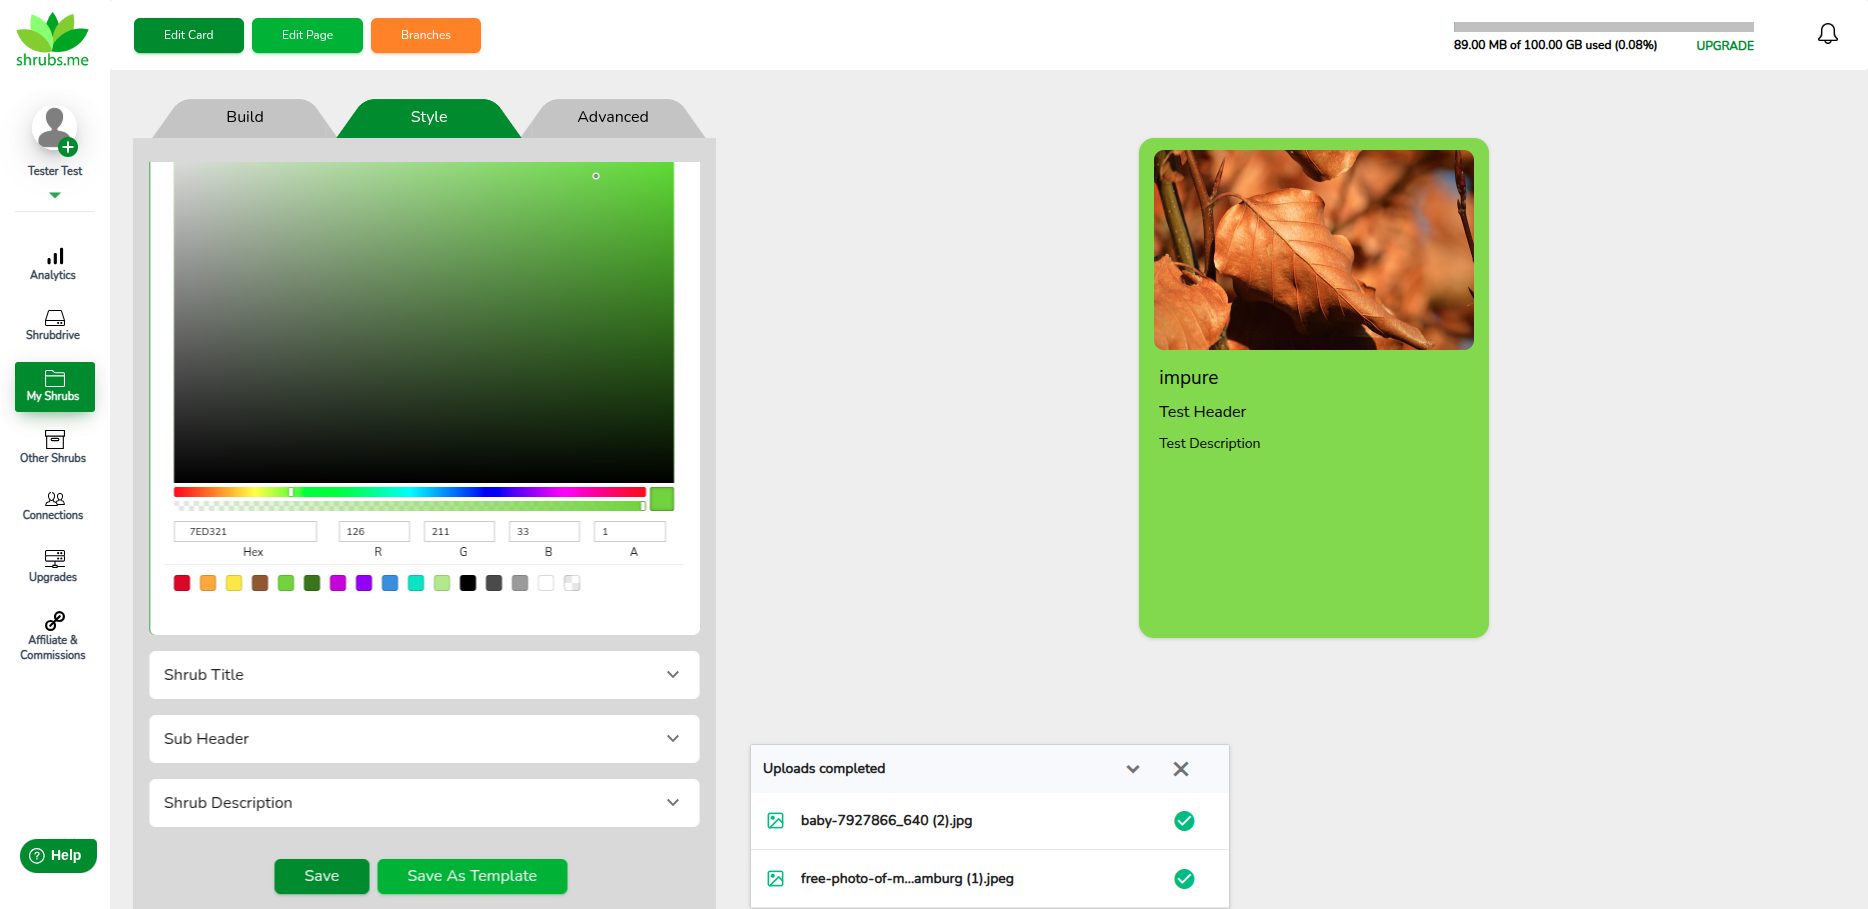 shrubs.me
Edit Card
Edit Page
Branches
89.00 MB of 100.00 GB used (0.08%)
UPGRADE
Tester Test
Analytics
Shrubdrive
My Shrubs
Other Shrubs
Connections
Upgrades
Affiliate &
Commissions
Help
Build
Style
Advanced
7ED321
126
211
33
1
Hex
R
G
B
A
Shrub Title
Sub Header
Shrub Description
Save
Save As Template
impure
Test Header
Test Description
Uploads completed
baby-7927866_640 (2).jpg
free-photo-of-m...amburg (1).jpeg